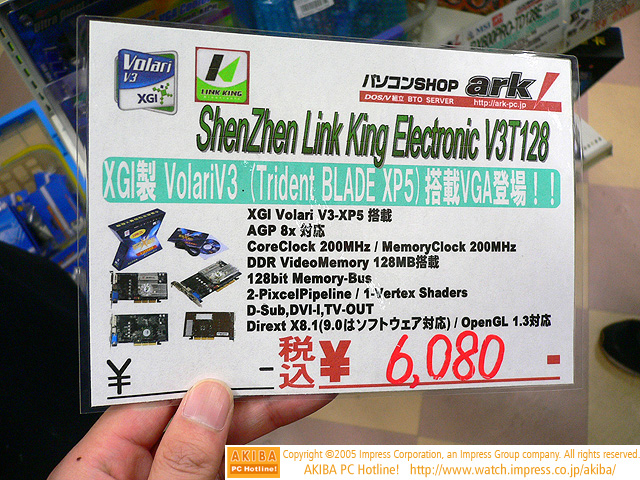 Volari
V3
XGI
LINK KING
パソコンSHOP ark!
DOS/V組立 BTO SERVER http://ark-pc.jp
ShenZhen Link King Electronic V3T128
XGI製 VolariV3 (Trident BLADE XP5) 搭載VGA登場!!
XGI Volari V3-XP5 搭載
AGP 8x 対応
CoreClock 200MHz / MemoryClock 200MHz
DDR VideoMemory 128MB搭載
128bit Memory-Bus
2-PixcelPipeline / 1-Vertex Shaders
D-Sub,DVI-I,TV-OUT
Dirext X8.1(9.0はソフトウェア対応) / OpenGL 1.3対応
¥ - 税込 ¥ 6,080 -
AKIBA
PC Hotline!
Copyright ©2005 Impress Corporation, an Impress Group company. All rights reserved.
AKIBA PC Hotline! http://www.watch.impress.co.jp/akiba/